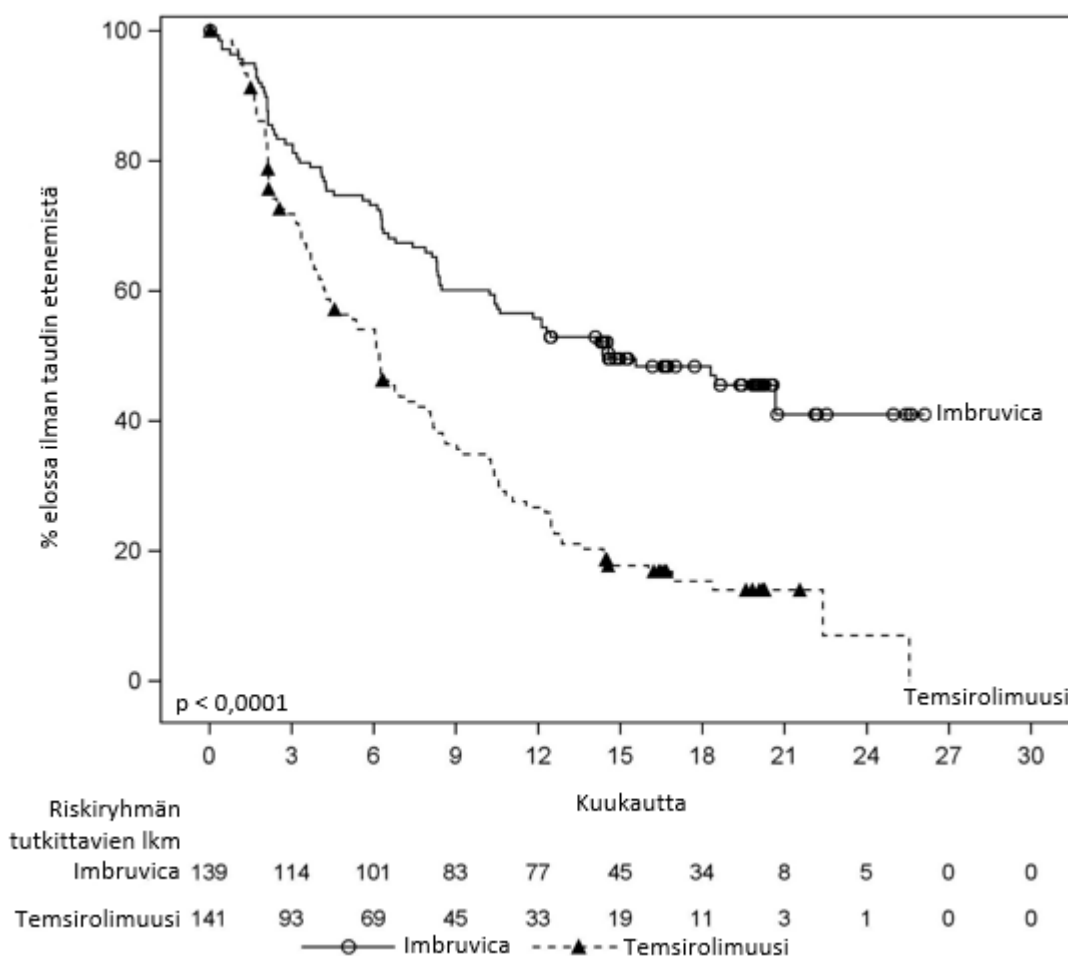 % elossa ilman taudin etenemistä
100
80
60
40
20
0
Imbruvica
Temsirolimuusi
p < 0,0001
0 3 6 9 12 15 18 21 24 27 30
Kuukautta
Riskiryhmän
tutkittavien lkm
Imbruvica 139 114 101 83 77 45 34 8 5 0 0
Temsirolimuusi 141 93 69 45 33 19 11 3 1 0 0
Imbruvica Temsirolimuusi